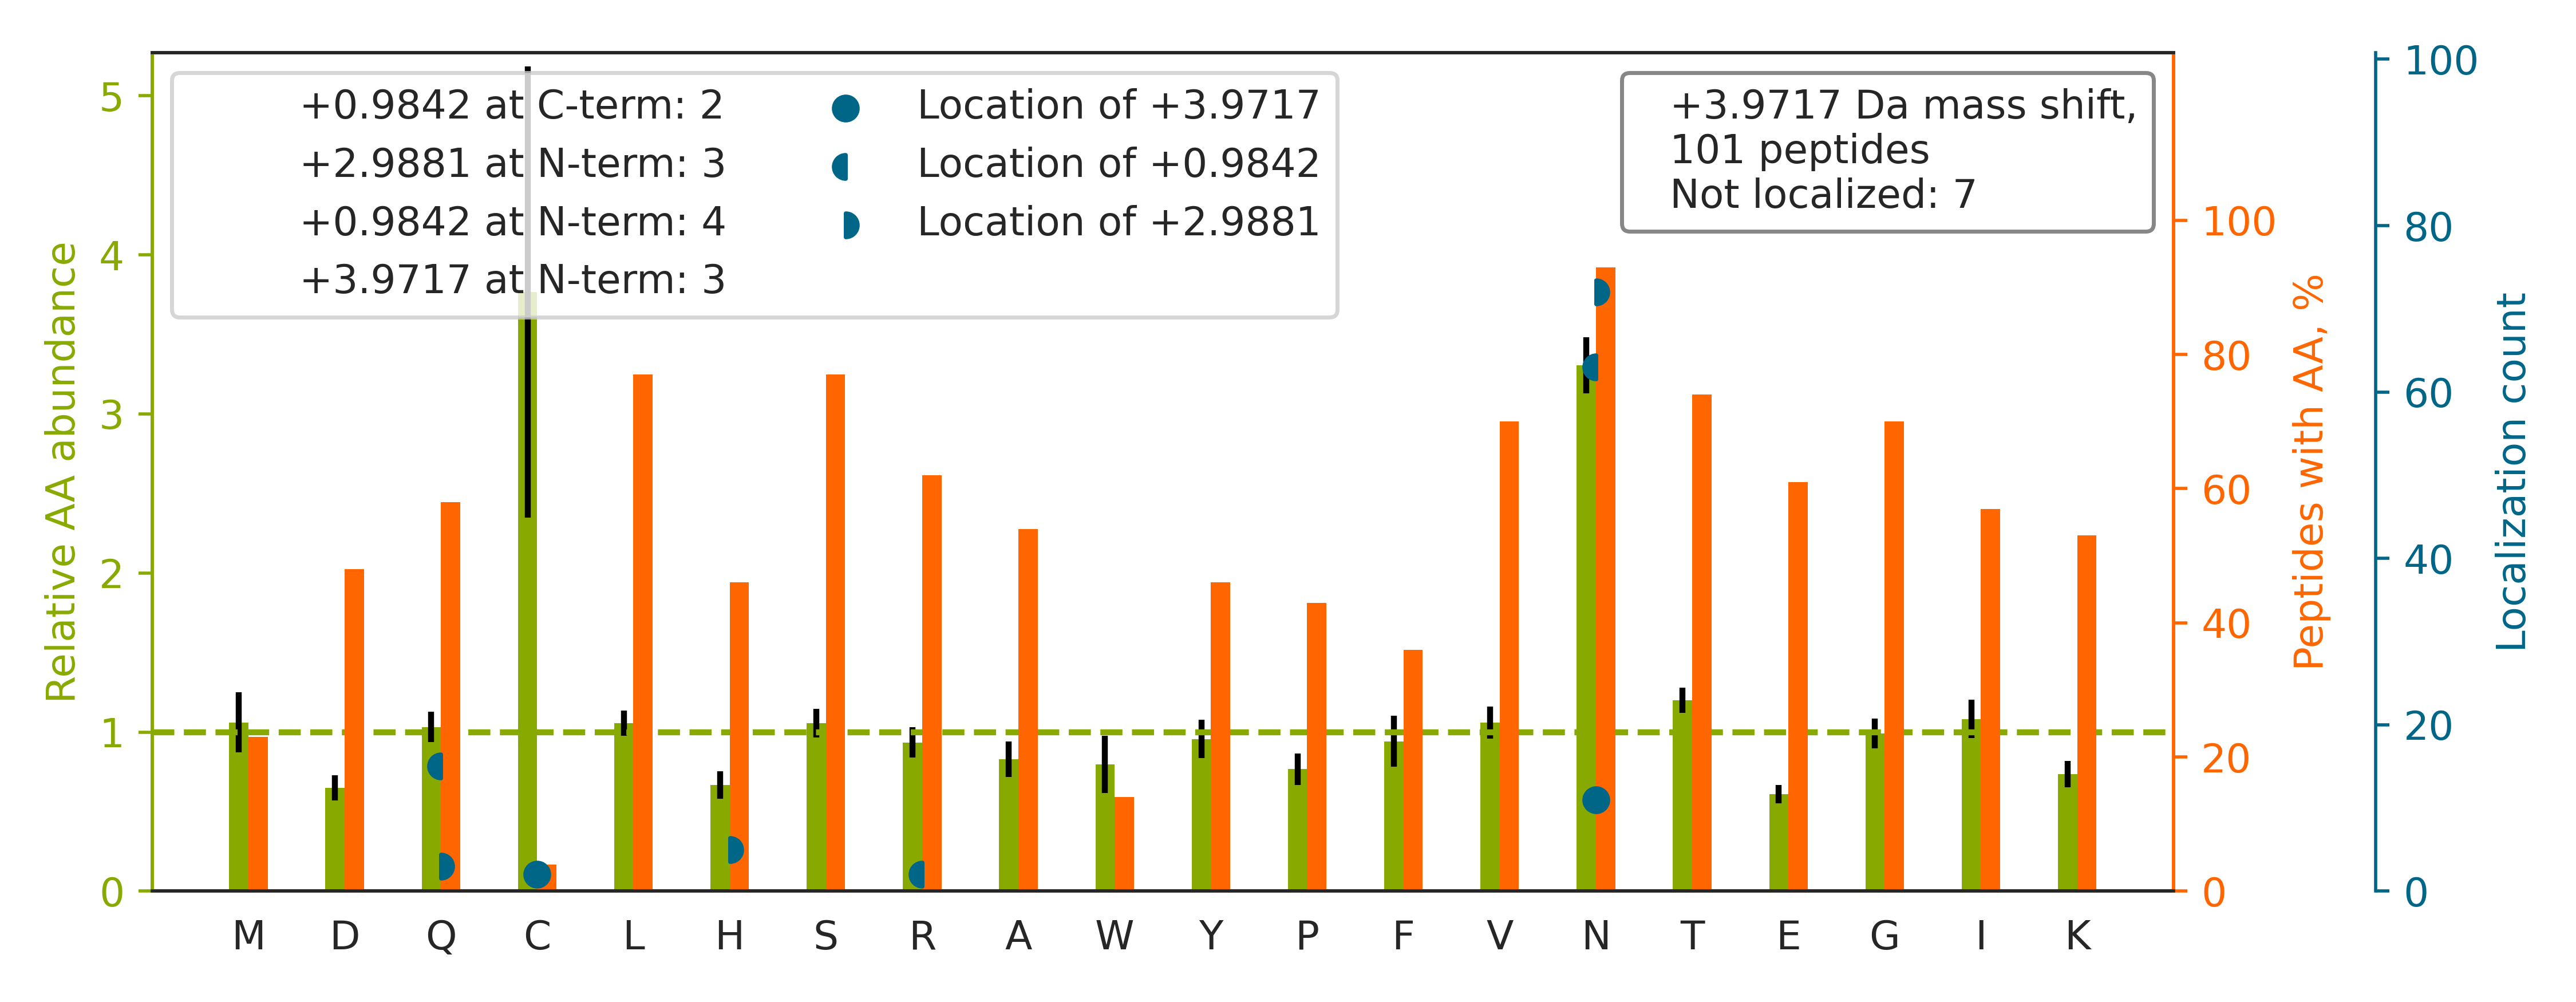 +0.9842 at C-term: 2
+2.9881 at N-term: 3
+0.9842 at N-term: 4
+3.9717 at N-term: 3
Location of +3.9717
Location of +0.9842
Location of +2.9881
+3.9717 Da mass shift,
101 peptides
Not localized: 7
Relative AA abundance
5
4
3
2
1
0
M D Q C L H S R A W Y P F V N T E G I K
100
80
60
40
20
0
Peptides with AA, %
100
80
60
40
20
0
Localization count